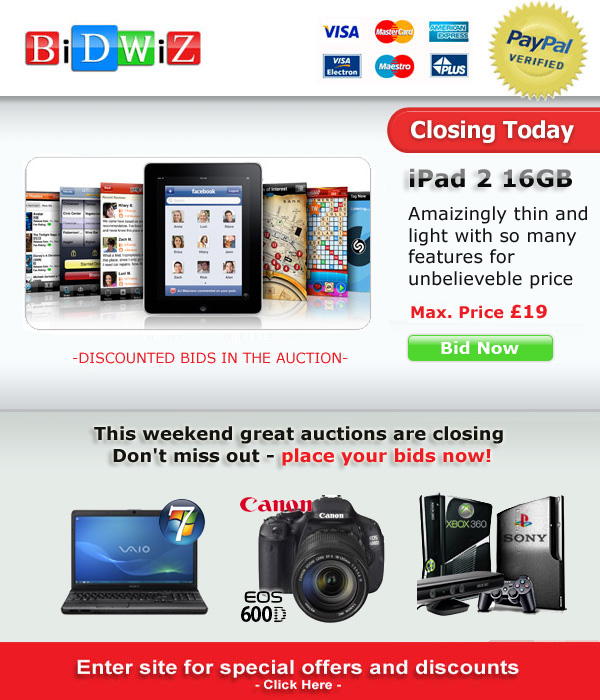 BiDWiZ
VISA MasterCard AMERICAN EXPRESS
VISA Electron Maestro PLUS
PayPal VERIFIED
Closing Today
iPad 2 16GB
Amaizingly thin and
light with so many
features for
unbelieveble price
Max. Price £19
Bid Now
facebook
-DISCOUNTED BIDS IN THE AUCTION-
This weekend great auctions are closing
Don't miss out - place your bids now!
VAIO
7
Canon
Canon
EOS
600D
XBOX 360
SONY
Enter site for special offers and discounts
- Click Here -